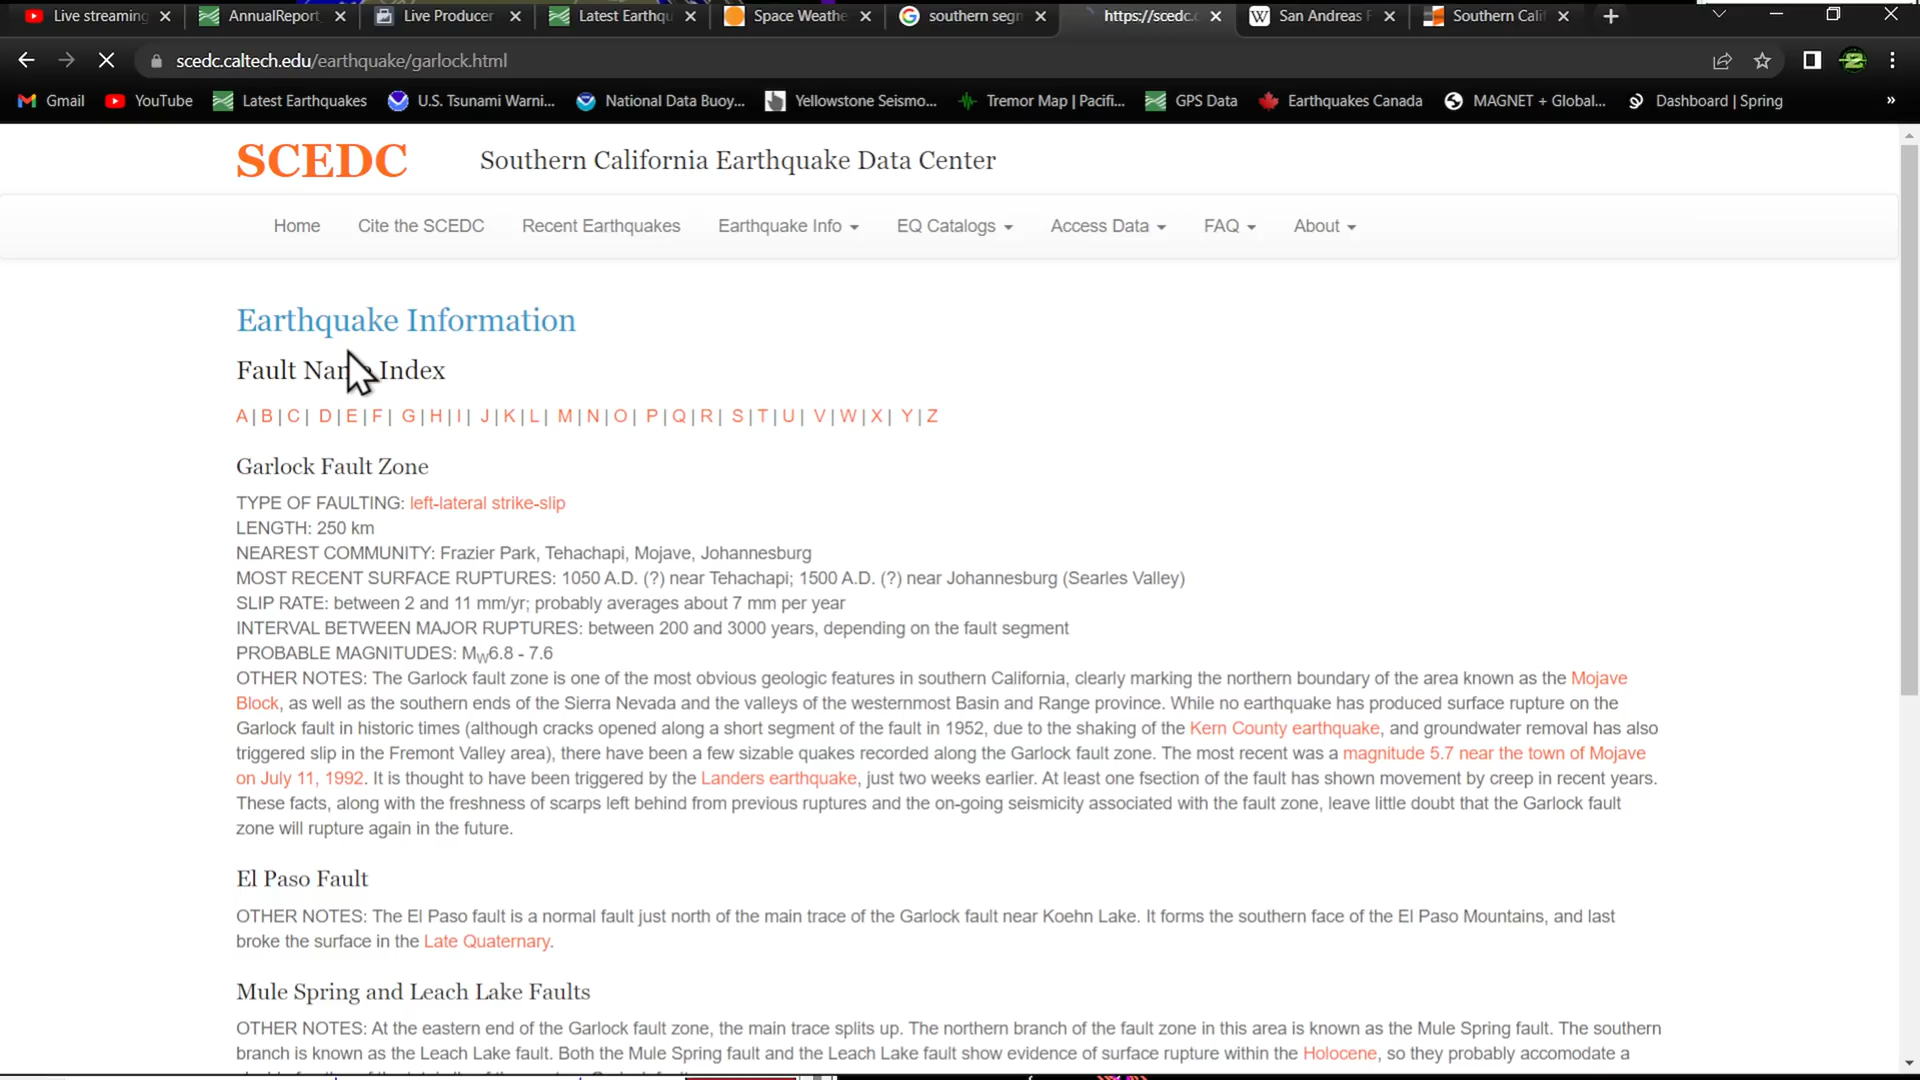 Live streaming
AnnualReport
Live Producer
Latest Earthqu
Space Weathe
southern segm
https://scedc.c
San Andreas F
Southern Calif
scedc.caltech.edu/earthquake/garlock.html
Gmail
YouTube
Latest Earthquakes
U.S. Tsunami Warni...
National Data Buoy...
Yellowstone Seismo...
Tremor Map | Pacifi...
GPS Data
Earthquakes Canada
MAGNET + Global...
Dashboard | Spring
»
SCEDC
Southern California Earthquake Data Center
Home
Cite the SCEDC
Recent Earthquakes
Earthquake Info
EQ Catalogs
Access Data
FAQ
About
Earthquake Information
Fault Name Index
A | B | C | D | E | F | G | H | I | J | K | L | M | N | O | P | Q | R | S | T | U | V | W | X | Y | Z
Garlock Fault Zone
TYPE OF FAULTING: left-lateral strike-slip
LENGTH: 250 km
NEAREST COMMUNITY: Frazier Park, Tehachapi, Mojave, Johannesburg
MOST RECENT SURFACE RUPTURES: 1050 A.D. (?) near Tehachapi; 1500 A.D. (?) near Johannesburg (Searles Valley)
SLIP RATE: between 2 and 11 mm/yr; probably averages about 7 mm per year
INTERVAL BETWEEN MAJOR RUPTURES: between 200 and 3000 years, depending on the fault segment
PROBABLE MAGNITUDES: MW6.8 - 7.6
OTHER NOTES: The Garlock fault zone is one of the most obvious geologic features in southern California, clearly marking the northern boundary of the area known as the Mojave
Block, as well as the southern ends of the Sierra Nevada and the valleys of the westernmost Basin and Range province. While no earthquake has produced surface rupture on the
Garlock fault in historic times (although cracks opened along a short segment of the fault in 1952, due to the shaking of the Kern County earthquake, and groundwater removal has also
triggered slip in the Fremont Valley area), there have been a few sizable quakes recorded along the Garlock fault zone. The most recent was a magnitude 5.7 near the town of Mojave
on July 11, 1992. It is thought to have been triggered by the Landers earthquake, just two weeks earlier. At least one fsection of the fault has shown movement by creep in recent years.
These facts, along with the freshness of scarps left behind from previous ruptures and the on-going seismicity associated with the fault zone, leave little doubt that the Garlock fault
zone will rupture again in the future.
El Paso Fault
OTHER NOTES: The El Paso fault is a normal fault just north of the main trace of the Garlock fault near Koehn Lake. It forms the southern face of the El Paso Mountains, and last
broke the surface in the Late Quaternary.
Mule Spring and Leach Lake Faults
OTHER NOTES: At the eastern end of the Garlock fault zone, the main trace splits up. The northern branch of the fault zone in this area is known as the Mule Spring fault. The southern
branch is known as the Leach Lake fault. Both the Mule Spring fault and the Leach Lake fault show evidence of surface rupture within the Holocene, so they probably accomodate a